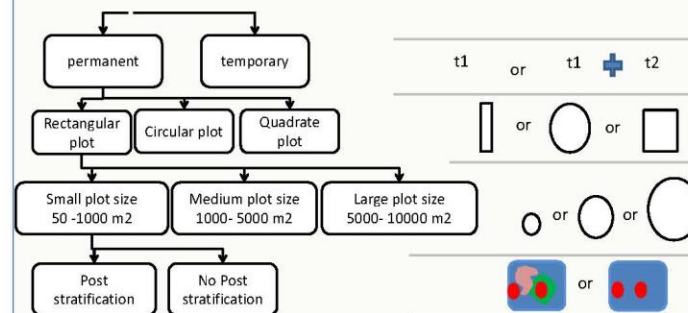 permanent
temporary
t1
or
t1
t2
Rectangular
plot
Circular plot
Quadrate
plot
or
or
Small plot size
50 -1000 m2
Medium plot size
1000- 5000 m2
Large plot size
5000- 10000 m2
or
or
Post
stratification
No Post
stratification
or